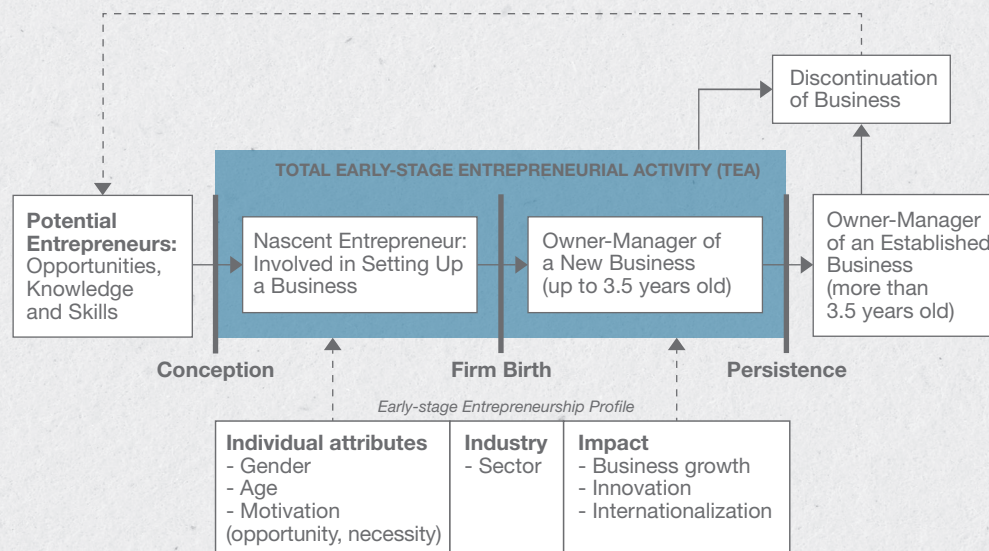 Discontinuation
of Business
TOTAL EARLY-STAGE ENTREPRENEURIAL ACTIVITY (TEA)
Potential
Entrepreneurs:
Opportunities,
Knowledge
and Skills
Nascent Entrepreneur:
Involved in Setting Up
a Business
Owner-Manager of
a New Business
(up to 3.5 years old)
Owner-Manager
of an Established
Business
(more than
3.5 years old)
Conception
Firm Birth
Persistence
Early-stage Entrepreneurship Profile
Individual attributes
- Gender
- Age
- Motivation
(opportunity, necessity)
Industry
- Sector
Impact
- Business growth
- Innovation
- Internationalization